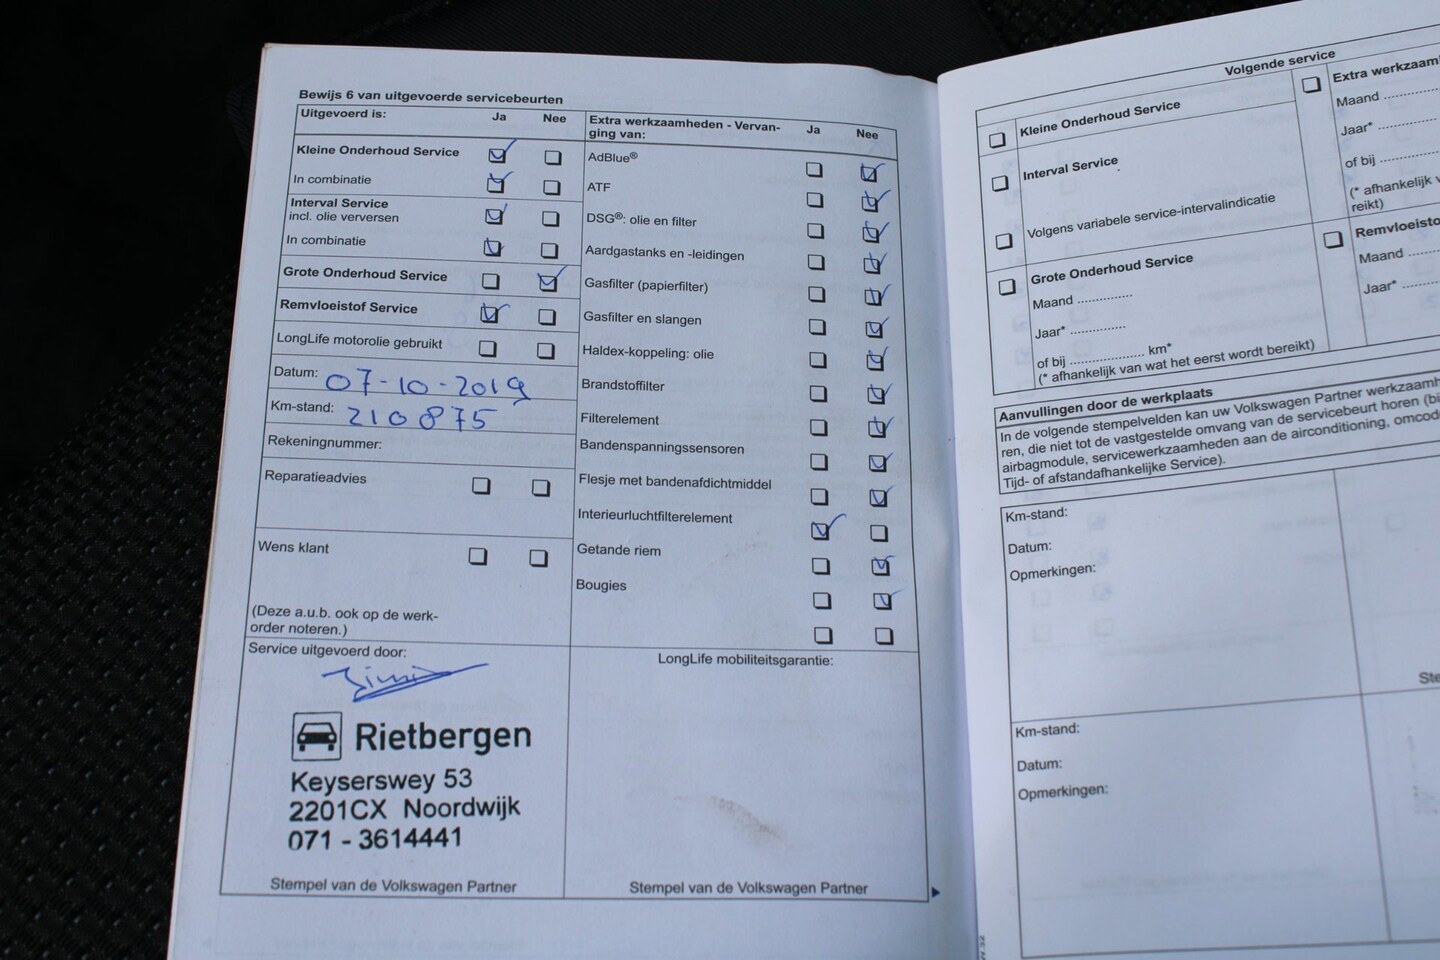 Bewijs 6 van uitgevoerde servicebeurten
Uitgevoerd is: Ja Nee
Kleine Onderhoud Service
In combinatie
Interval Service
incl. olie verversen
In combinatie
Grote Onderhoud Service
Remvloeistof Service
LongLife motorolie gebruikt
Datum: 07-10-2019
Km-stand: 210875
Rekeningnummer:
Reparatieadvies
Wens klant
(Deze a.u.b. ook op de werk-
order noteren.)
Service uitgevoerd door:
Rietbergen
Keyserswey 53
2201CX Noordwijk
071 - 3614441
Stempel van de Volkswagen Partner
Extra werkzaamheden - Vervan-
ging van: Ja Nee
AdBlue®
ATF
DSG®: olie en filter
Aardgastanks en -leidingen
Gasfilter (papierfilter)
Gasfilter en slangen
Haldex-koppeling: olie
Brandstoffilter
Filterelement
Bandenspanningssensoren
Flesje met bandenafdichtmiddel
Interieurluchtfilterelement
Getande riem
Bougies
LongLife mobiliteitsgarantie:
Stempel van de Volkswagen Partner
Volgende service
Kleine Onderhoud Service
Interval Service
Volgens variabele service-intervalindicatie
Grote Onderhoud Service
Maand ..............
Jaar* ..............
of bij ................... km*
(* afhankelijk van wat het eerst wordt bereikt)
Extra werkzaam
Maand
Jaar*
of bij
(* afhankelijk v
reikt)
Remvloeisto
Maand
Jaar*
Aanvullingen door de werkplaats
In de volgende stempelvelden kan uw Volkswagen Partner werkzaamh
ren, die niet tot de vastgestelde omvang van de servicebeurt horen (bi
airbagmodule, servicewerkzaamheden aan de airconditioning, omcod
Tijd- of afstandafhankelijke Service).
Km-stand:
Datum:
Opmerkingen:
Ste
Km-stand:
Datum:
Opmerkingen: